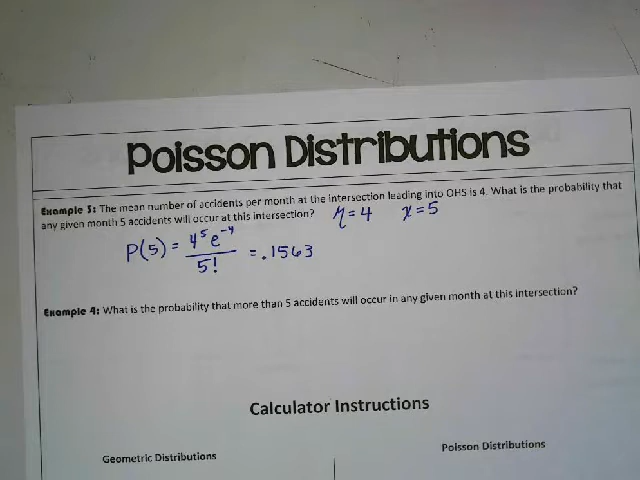 Poisson Distributions
Example 3: The mean number of accidents per month at the intersection leading into OHS is 4. What is the probability that
any given month 5 accidents will occur at this intersection? η=4 x=5
P(5) = 4⁵e⁻⁴ / 5! = .1563
Example 4: What is the probability that more than 5 accidents will occur in any given month at this intersection?
Calculator Instructions
Geometric Distributions
Poisson Distributions